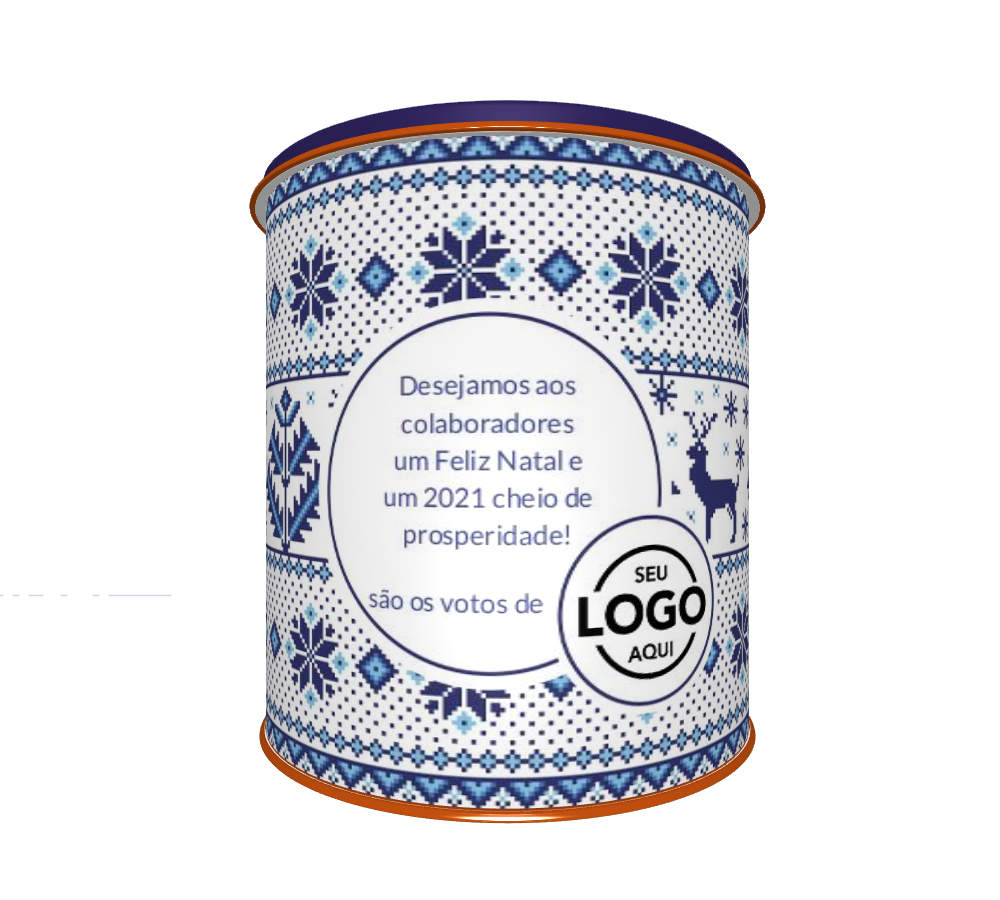 Desejamos aos
colaboradores
um Feliz Natal e
um 2021 cheio de
prosperidade!
são os votos de
SEU
LOGO
AQUI